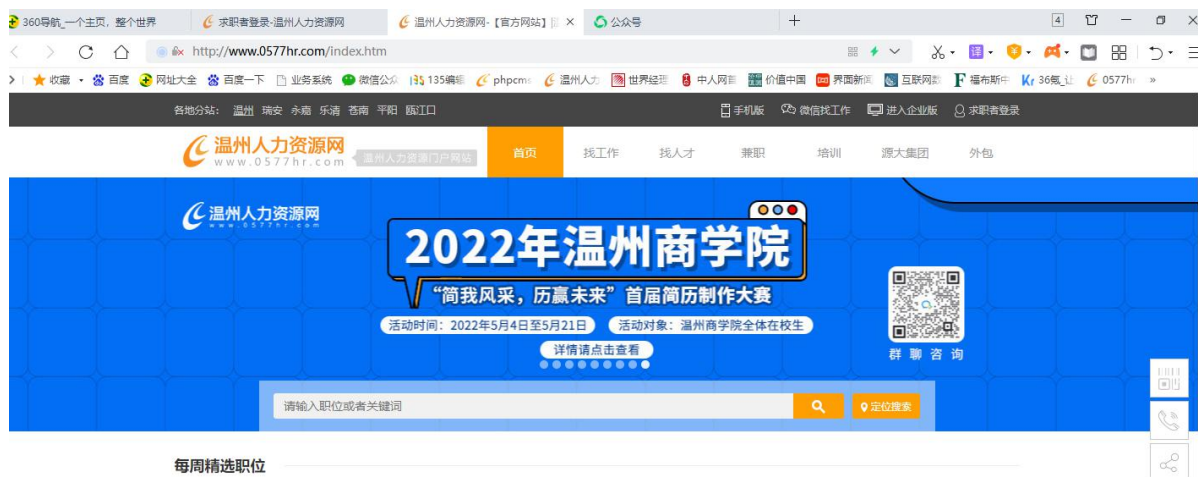 360导航_一个主页，整个世界
求职者登录-温州人力资源网
温州人力资源网-【官方网站】
公众号
4
http://www.0577hr.com/index.htm
收藏 百度 网址大全 百度一下 业务系统 微信公众 135编辑 phpcms 温州人力 世界经理 中人网 价值中国 界面新闻 互联网 福布斯中 36氪_让 0577hr »
各地分站： 温州 瑞安 永嘉 乐清 苍南 平阳 瓯江口
手机版 微信找工作 进入企业版 求职者登录
温州人力资源网
www.0577hr.com
温州人力资源门户网站
首页 找工作 找人才 兼职 培训 源大集团 外包
温州人力资源网
www.0577hr.com
2022年温州商学院
“简我风采，历赢未来”首届简历制作大赛
活动时间：2022年5月4日至5月21日 活动对象：温州商学院全体在校生
详情请点击查看
群聊咨询
请输入职位或者关键词
定位搜索
每周精选职位